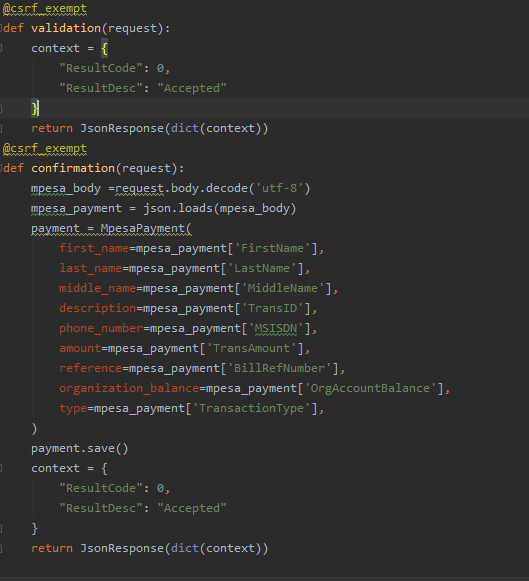 @csrf_exempt
def validation(request):
    context = {
        "ResultCode": 0,
        "ResultDesc": "Accepted"
    }
    return JsonResponse(dict(context))
@csrf_exempt
def confirmation(request):
    mpesa_body =request.body.decode('utf-8')
    mpesa_payment = json.loads(mpesa_body)
    payment = MpesaPayment(
        first_name=mpesa_payment['FirstName'],
        last_name=mpesa_payment['LastName'],
        middle_name=mpesa_payment['MiddleName'],
        description=mpesa_payment['TransID'],
        phone_number=mpesa_payment['MSISDN'],
        amount=mpesa_payment['TransAmount'],
        reference=mpesa_payment['BillRefNumber'],
        organization_balance=mpesa_payment['OrgAccountBalance'],
        type=mpesa_payment['TransactionType'],
    )
    payment.save()
    context = {
        "ResultCode": 0,
        "ResultDesc": "Accepted"
    }
    return JsonResponse(dict(context))